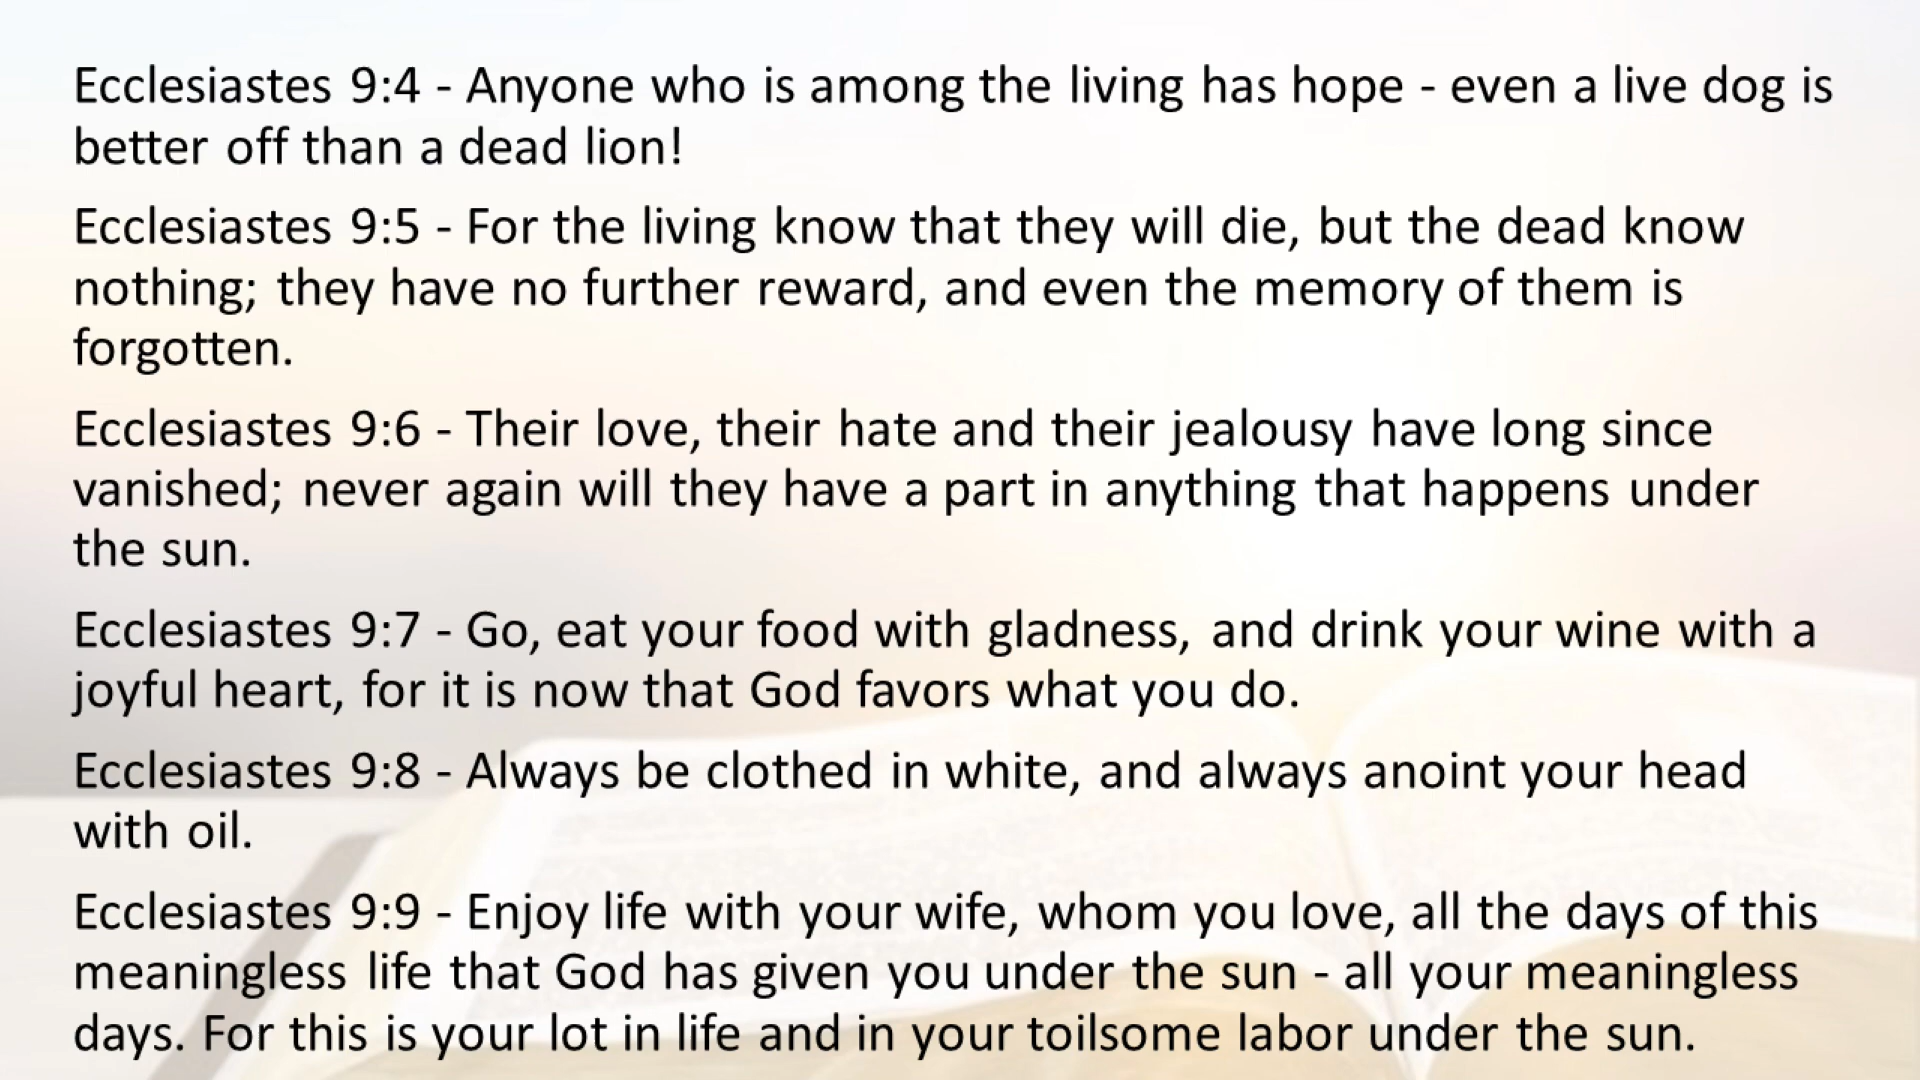 Ecclesiastes 9:4 - Anyone who is among the living has hope - even a live dog is
better off than a dead lion!
Ecclesiastes 9:5 - For the living know that they will die, but the dead know
nothing; they have no further reward, and even the memory of them is
forgotten.
Ecclesiastes 9:6 - Their love, their hate and their jealousy have long since
vanished; never again will they have a part in anything that happens under
the sun.
Ecclesiastes 9:7 - Go, eat your food with gladness, and drink your wine with a
joyful heart, for it is now that God favors what you do.
Ecclesiastes 9:8 - Always be clothed in white, and always anoint your head
with oil.
Ecclesiastes 9:9 - Enjoy life with your wife, whom you love, all the days of this
meaningless life that God has given you under the sun - all your meaningless
days. For this is your lot in life and in your toilsome labor under the sun.